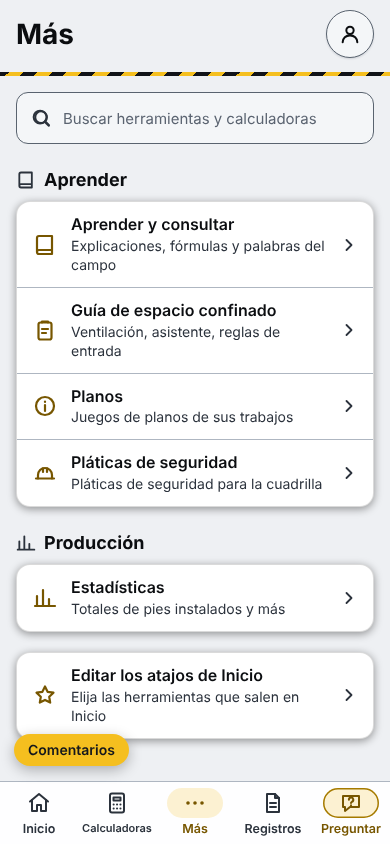 Más
Buscar herramientas y calculadoras
Aprender
Aprender y consultar
Explicaciones, fórmulas y palabras del
campo
Guía de espacio confinado
Ventilación, asistente, reglas de
entrada
Planos
Juegos de planos de sus trabajos
Pláticas de seguridad
Pláticas de seguridad para la cuadrilla
Producción
Estadísticas
Totales de pies instalados y más
Editar los atajos de Inicio
Elija las herramientas que salen en
Inicio
Comentarios
Inicio
Calculadoras
Más
Registros
Preguntar